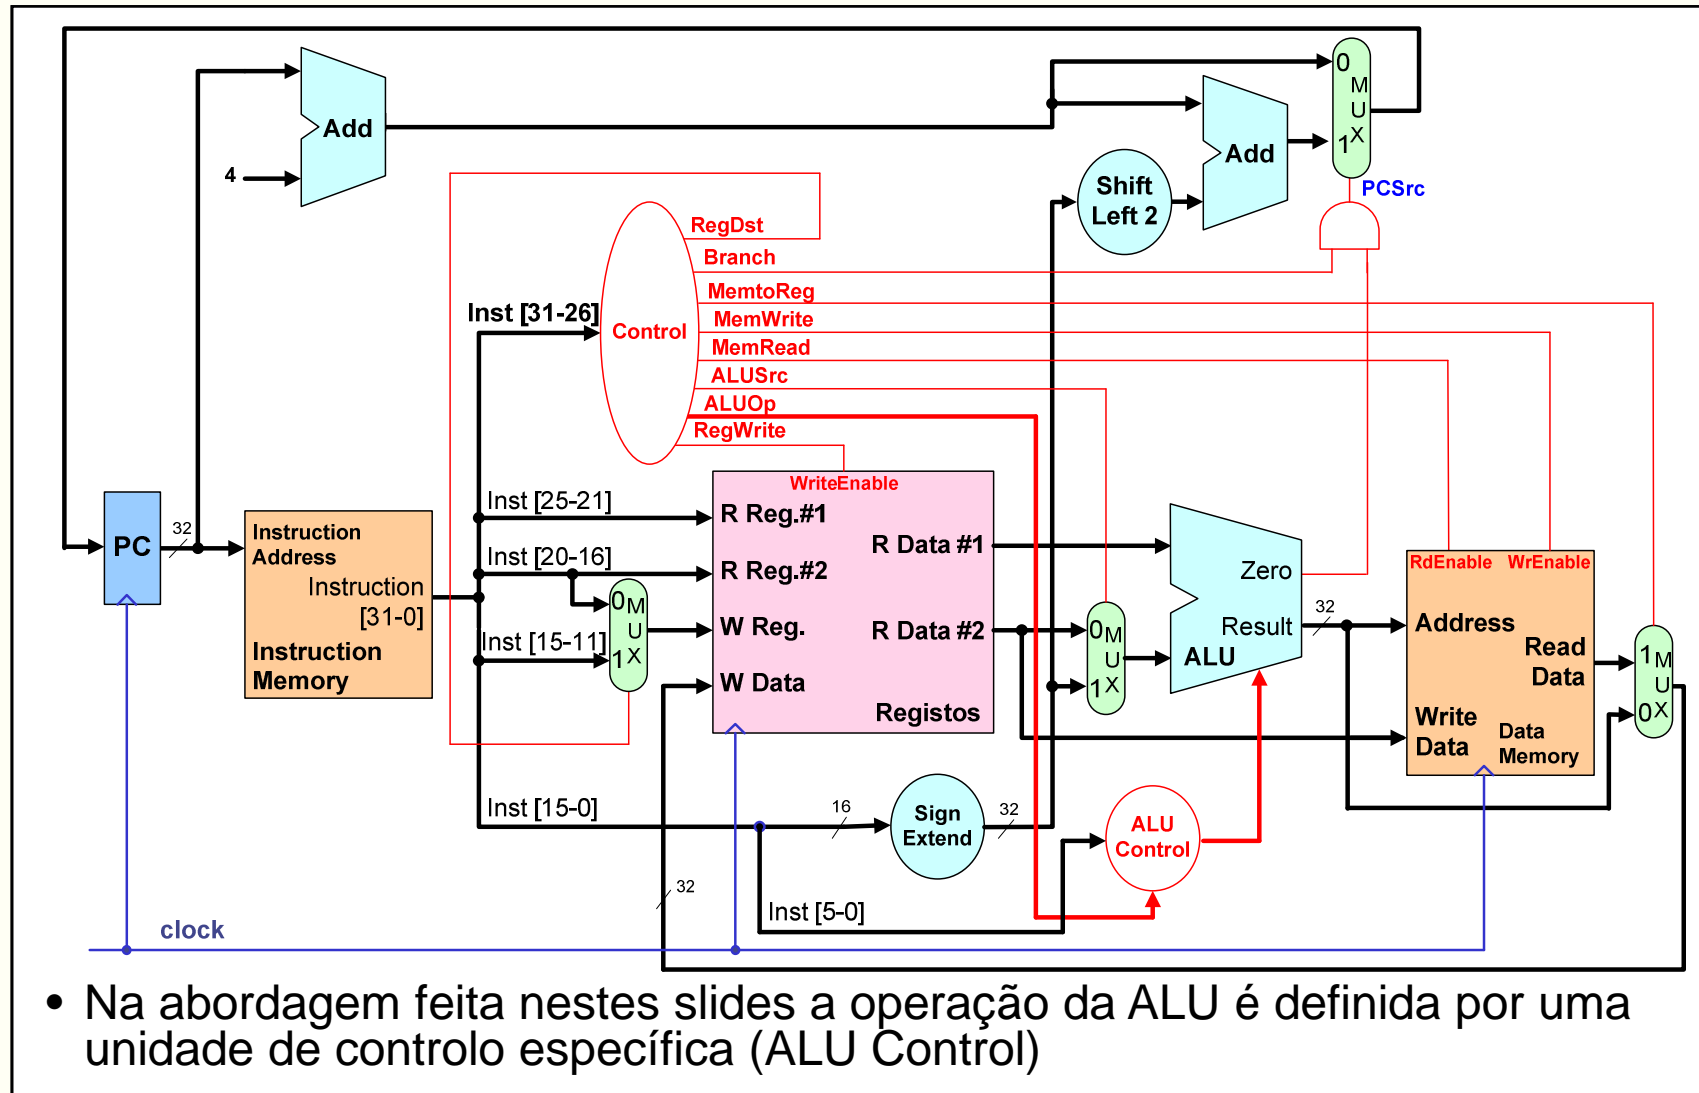 0
M
U
X
1
Add
Add
4
Shift
Left 2
PCSrc
RegDst
Branch
MemtoReg
MemWrite
MemRead
ALUSrc
ALUOp
RegWrite
Inst [31-26]
Control
WriteEnable
Inst [25-21]
R Reg.#1
PC
32
Instruction
Address
Instruction
[31-0]
Instruction
Memory
Inst [20-16]
R Reg.#2
0
M
U
X
1
Inst [15-11]
W Reg.
W Data
R Data #1
R Data #2
Registos
0
M
U
X
1
Zero
Result
ALU
32
RdEnable WrEnable
Address
Read
Data
Write
Data
Data
Memory
1
M
U
X
0
Inst [15-0]
16
Sign
Extend
32
ALU
Control
32
Inst [5-0]
clock
• Na abordagem feita nestes slides a operação da ALU é definida por uma
unidade de controlo específica (ALU Control)